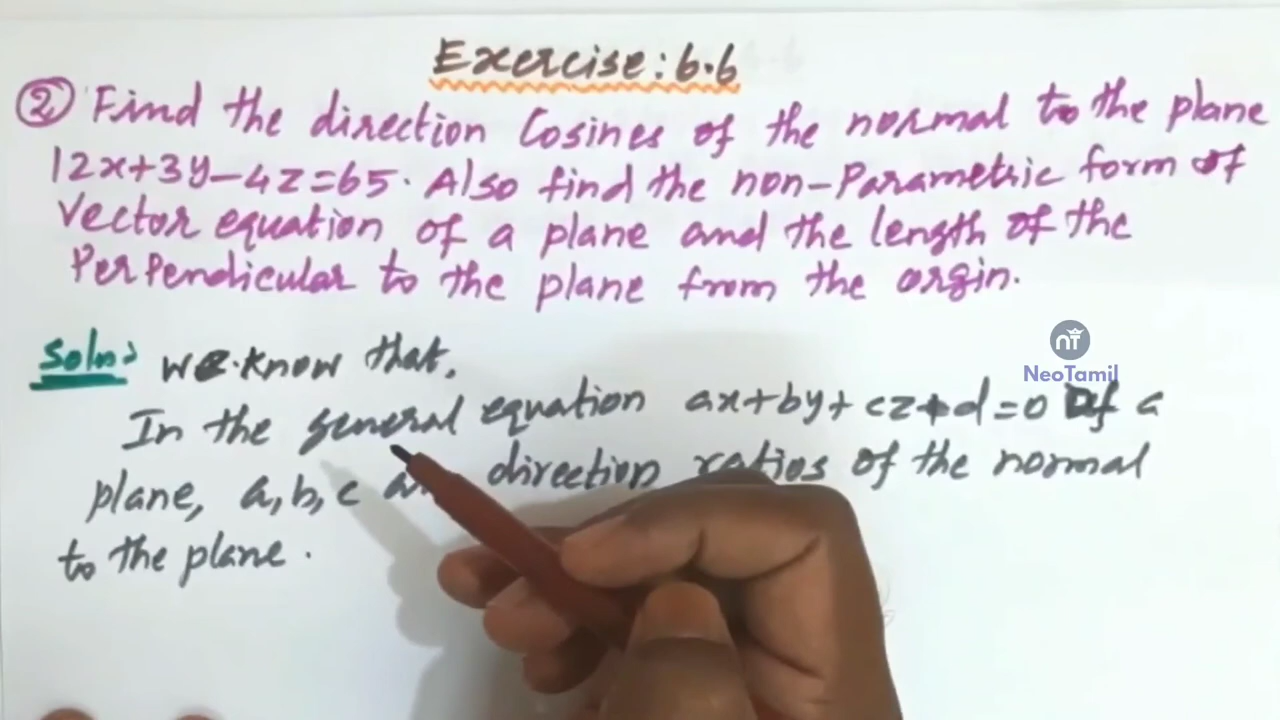 Exercise: 6.6
② Find the direction Cosines of the normal to the plane
12x+3y-4z=65. Also find the non-Parametric form of
Vector equation of a plane and the length of the
Perpendicular to the plane from the orgin.
Soln: We know that,
In the general equation ax+by+cz+d=0 Of a
plane, a, b, c direction ratios of the normal
to the plane.
NeoTamil